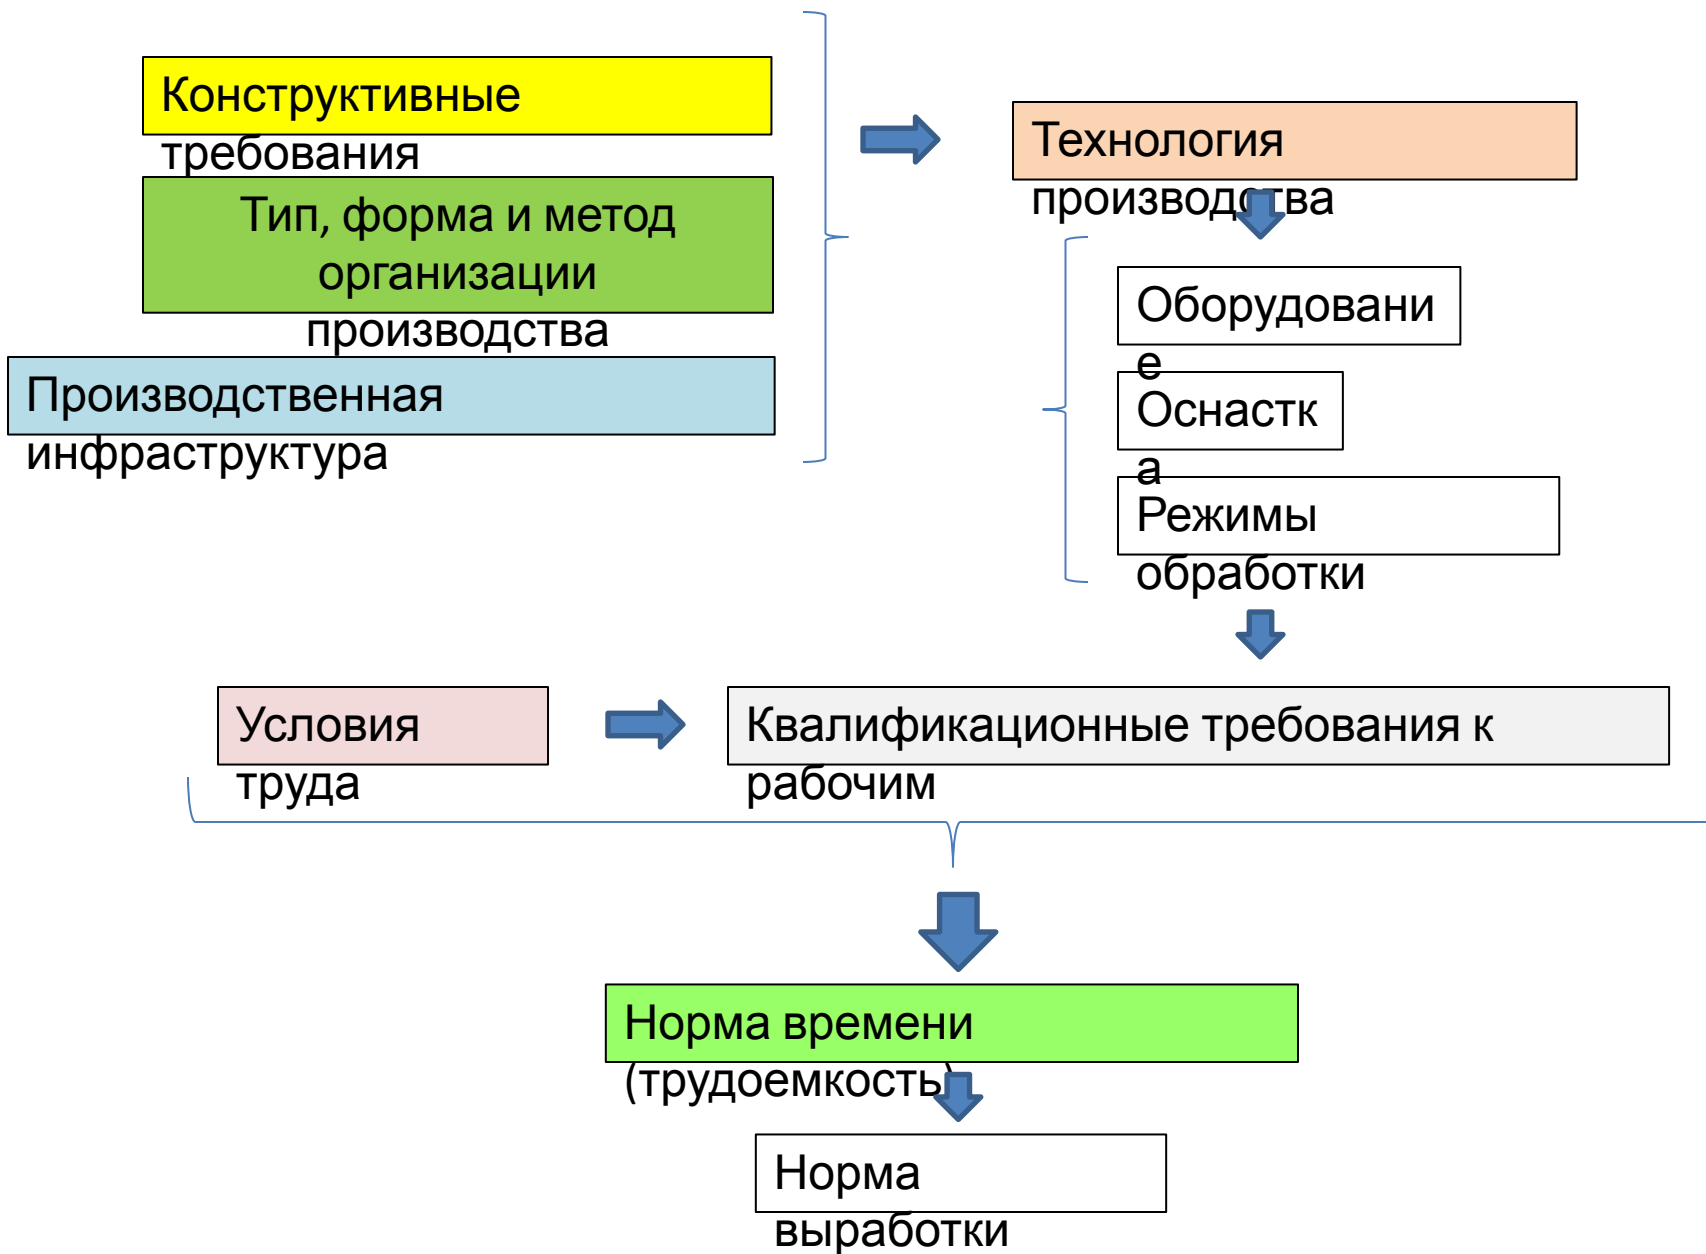 Конструктивные
требования
Тип, форма и метод
организации
производства
Производственная
инфраструктура
Технология
производства
Оборудовани
е
Оснастк
а
Режимы
обработки
Условия
труда
Квалификационные требования к
рабочим
Норма времени
(трудоемкость)
Норма
выработки